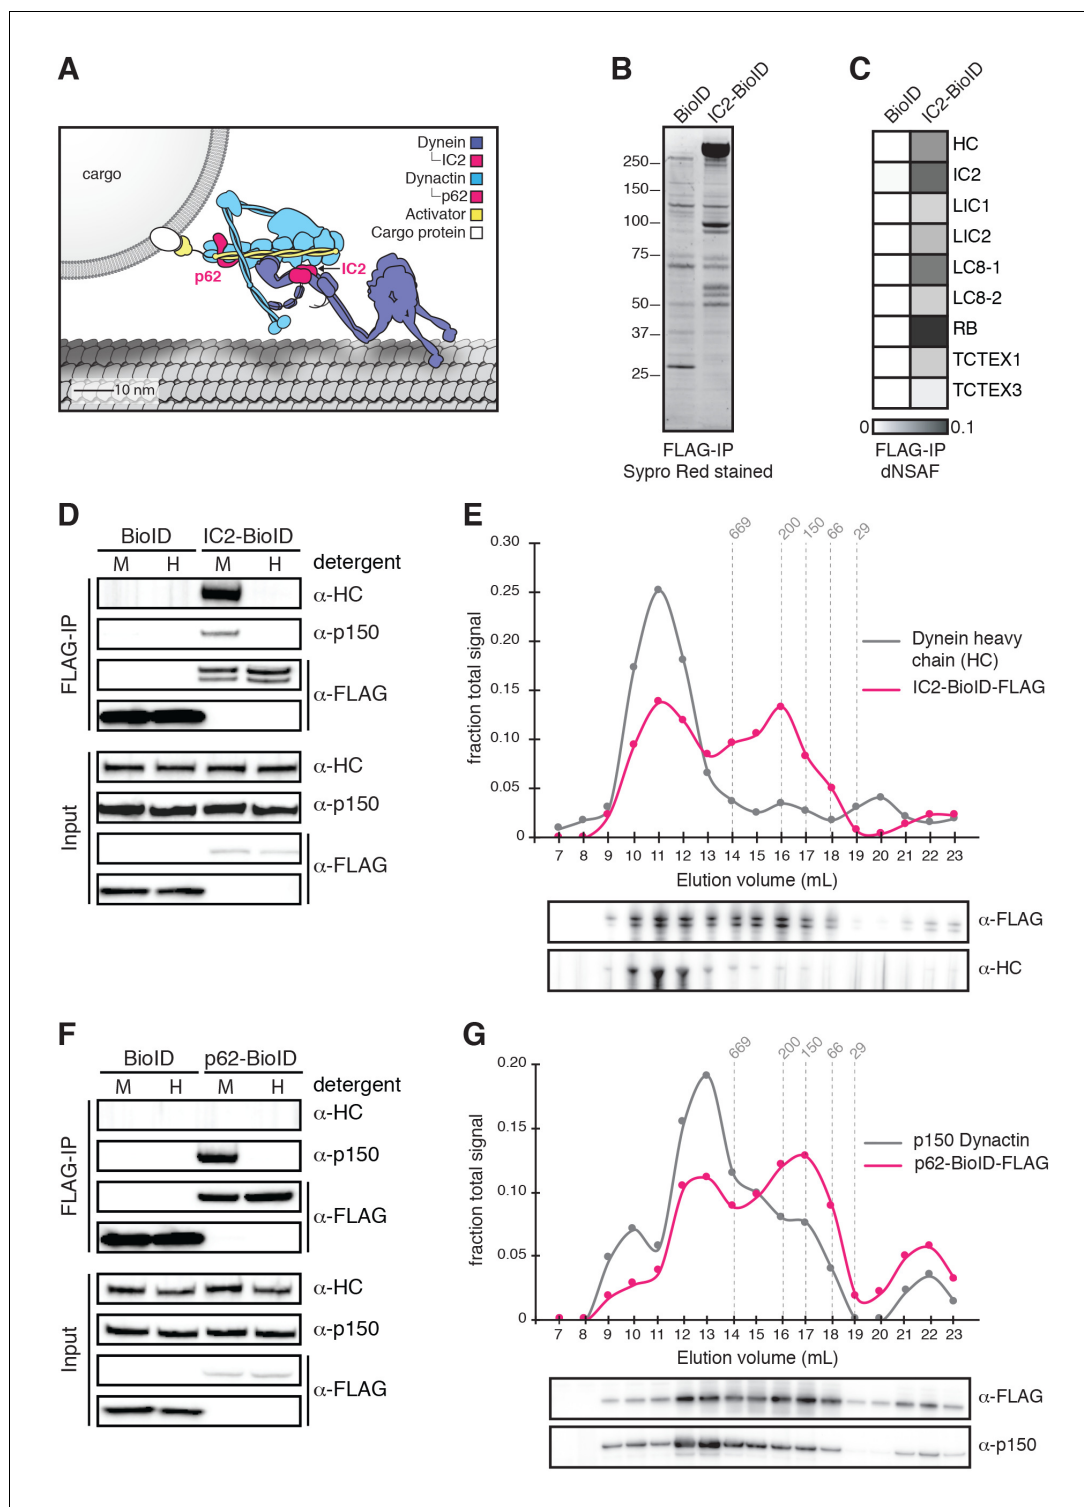 A
cargo
Dynein
IC2
Dynactin
p62
Activator
Cargo protein
p62
IC2
10 nm
B
BioID
IC2-BioID
250
150
100
75
50
37
25
FLAG-IP
Sypro Red stained
C
BioID
IC2-BioID
HC
IC2
LIC1
LIC2
LC8-1
LC8-2
RB
TCTEX1
TCTEX3
0 0.1
FLAG-IP
dNSAF
D
BioID IC2-BioID
M H M H detergent
FLAG-IP
α-HC
α-p150
α-FLAG
Input
α-HC
α-p150
α-FLAG
E
669 200 150 66 29
0.30
0.25
0.20
0.15
0.10
0.05
0
fraction total signal
Dynein heavy
chain (HC)
IC2-BioID-FLAG
7 8 9 10 11 12 13 14 15 16 17 18 19 20 21 22 23
Elution volume (mL)
α-FLAG
α-HC
F
BioID p62-BioID
M H M H detergent
FLAG-IP
α-HC
α-p150
α-FLAG
Input
α-HC
α-p150
α-FLAG
G
669 200 150 66 29
0.20
0.15
0.10
0.05
0
fraction total signal
p150 Dynactin
p62-BioID-FLAG
7 8 9 10 11 12 13 14 15 16 17 18 19 20 21 22 23
Elution volume (mL)
α-FLAG
α-p150